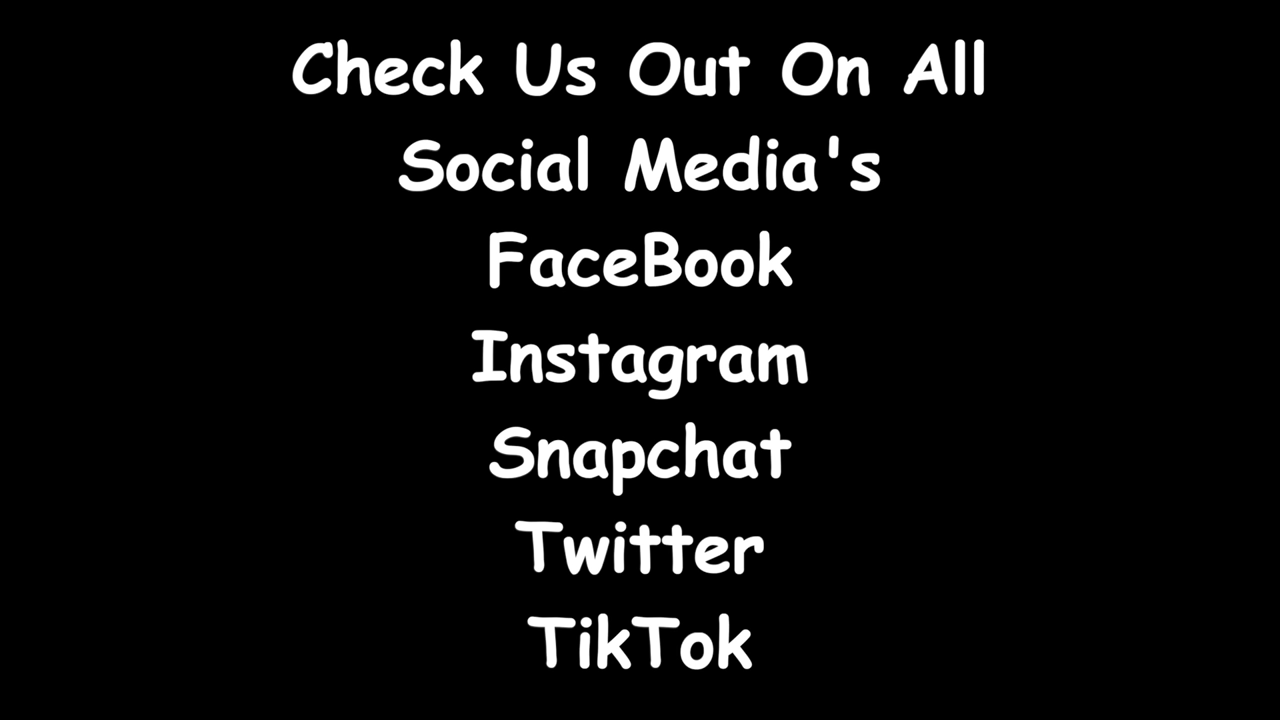 Check Us Out On All
Social Media's
FaceBook
Instagram
Snapchat
Twitter
TikTok